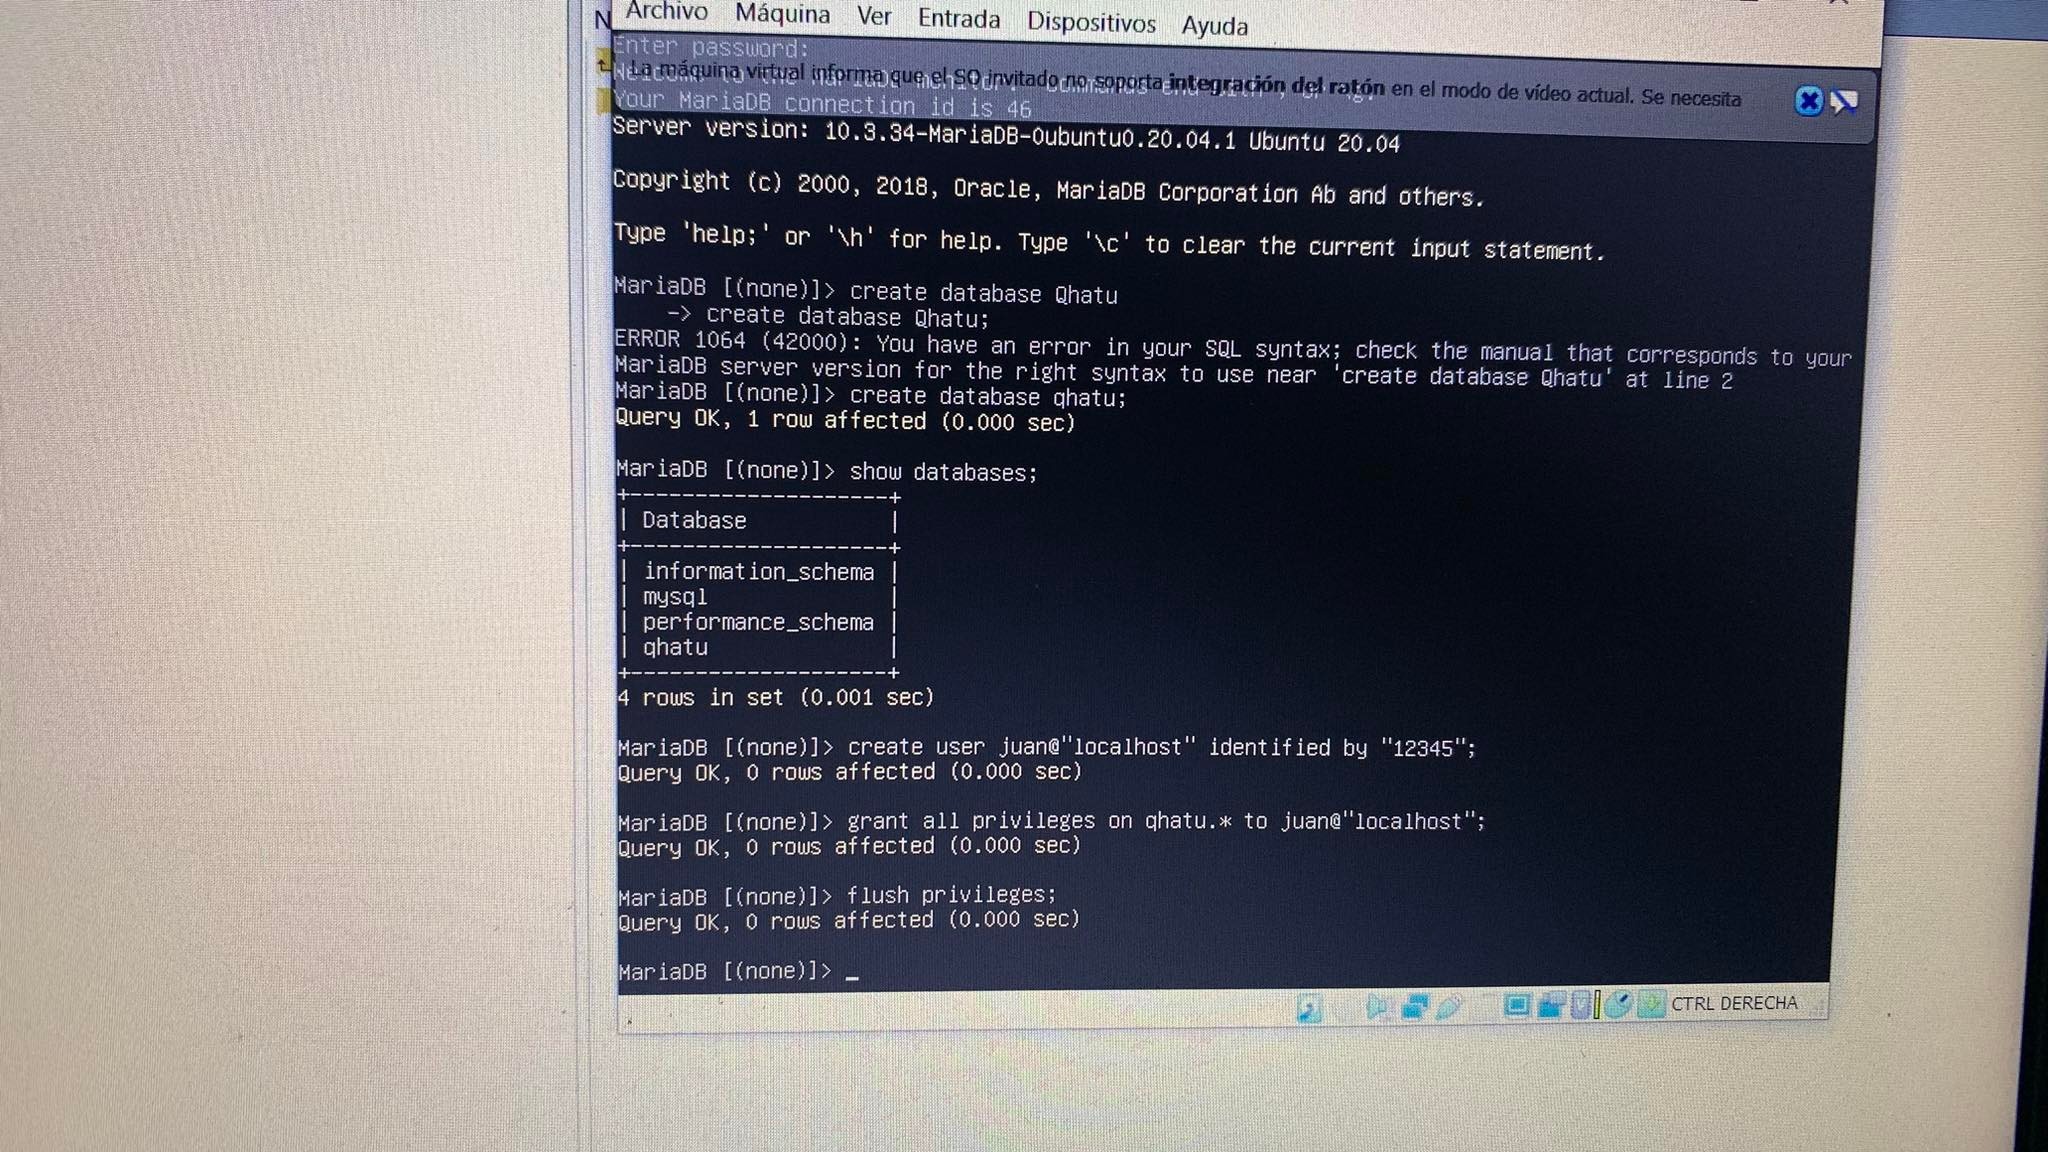 N
Archivo Máquina Ver Entrada Dispositivos Ayuda
Enter password:
La máquina virtual informa que el SO invitado no soporta integración del ratón en el modo de vídeo actual. Se necesita
Your MariaDB connection id is 46
Server version: 10.3.34-MariaDB-0ubuntu0.20.04.1 Ubuntu 20.04
Copyright (c) 2000, 2018, Oracle, MariaDB Corporation Ab and others.
Type 'help;' or '\h' for help. Type '\c' to clear the current input statement.
MariaDB [(none)]> create database Qhatu
    -> create database Qhatu;
ERROR 1064 (42000): You have an error in your SQL syntax; check the manual that corresponds to your
MariaDB server version for the right syntax to use near 'create database Qhatu' at line 2
MariaDB [(none)]> create database qhatu;
Query OK, 1 row affected (0.000 sec)
MariaDB [(none)]> show databases;
+--------------------+
| Database           |
+--------------------+
| information_schema |
| mysql              |
| performance_schema |
| qhatu              |
+--------------------+
4 rows in set (0.001 sec)
MariaDB [(none)]> create user juan@"localhost" identified by "12345";
Query OK, 0 rows affected (0.000 sec)
MariaDB [(none)]> grant all privileges on qhatu.* to juan@"localhost";
Query OK, 0 rows affected (0.000 sec)
MariaDB [(none)]> flush privileges;
Query OK, 0 rows affected (0.000 sec)
MariaDB [(none)]> _
CTRL DERECHA